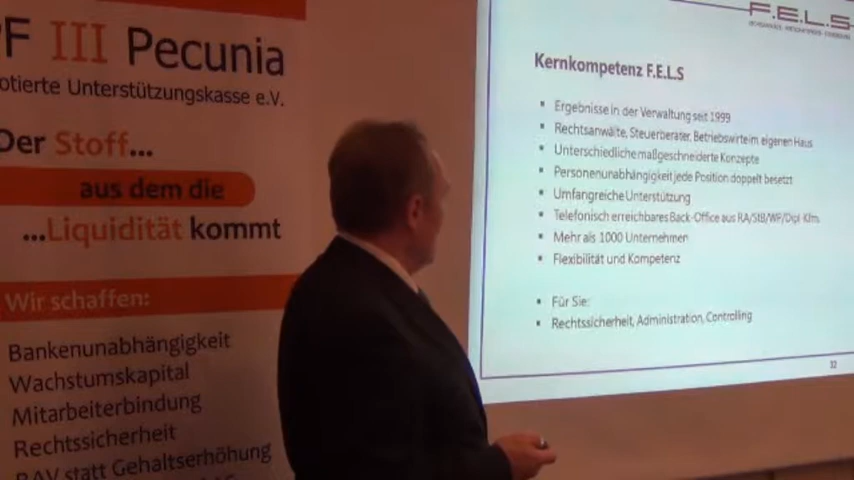 F III Pecunia
otierte Unterstützungskasse e.V.
Der Stoff...
aus dem die
...Liquidität kommt
Wir schaffen:
Bankenunabhängigkeit
Wachstumskapital
Mitarbeiterbindung
Rechtssicherheit
BAV statt Gehaltserhöhung
F.E.L.S
Kernkompetenz F.E.L.S
▪ Ergebnisse in der Verwaltung seit 1999
▪ Rechtsanwälte, Steuerberater, Betriebswirte im eigenen Haus
▪ Unterschiedliche maßgeschneiderte Konzepte
▪ Personenunabhängigkeit jede Position doppelt besetzt
▪ Umfangreiche Unterstützung
▪ Telefonisch erreichbares Back-Office aus RA/StB/WP/Dipl-Kfm
▪ Mehr als 1000 Unternehmen
▪ Flexibilität und Kompetenz
▪ Für Sie:
▪ Rechtssicherheit, Administration, Controlling